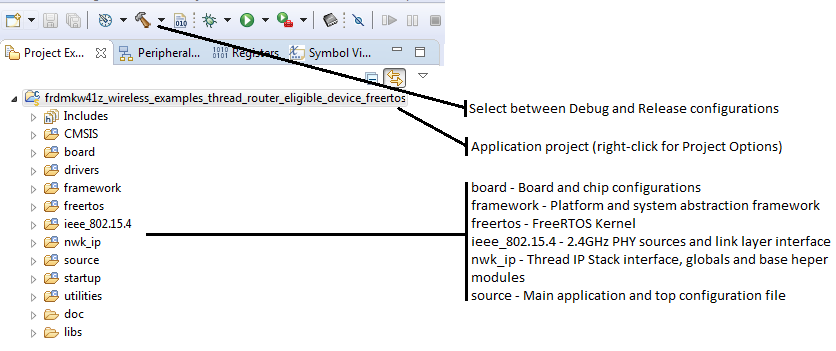 010
Project Ex...
Peripheral...
1010
0101
Registers
Symbol Vi...
frdmkw41z_wireless_examples_thread_router_eligible_device_freertos
Select between Debug and Release configurations
Includes
CMSIS
Application project (right-click for Project Options)
board
drivers
framework
freertos
ieee_802.15.4
nwk_ip
source
startup
utilities
doc
libs
board - Board and chip configurations
framework - Platform and system abstraction framework
freertos - FreeRTOS Kernel
ieee_802.15.4 - 2.4GHz PHY sources and link layer interface
nwk_ip - Thread IP Stack interface, globals and base heper
modules
source - Main application and top configuration file